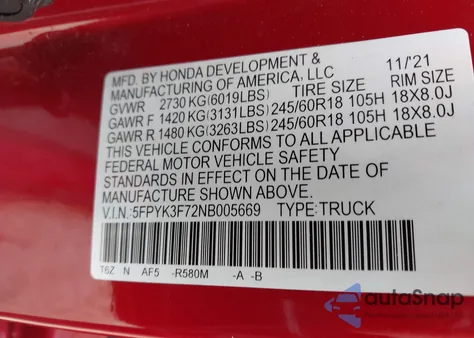 MFD. BY HONDA DEVELOPMENT & 11/'21
MANUFACTURING OF AMERICA, LLC
GVWR 2730 KG(6019LBS) TIRE SIZE RIM SIZE
GAWR F 1420 KG(3131LBS) 245/60R18 105H 18X8.0J
GAWR R 1480 KG(3263LBS) 245/60R18 105H 18X8.0J
THIS VEHICLE CONFORMS TO ALL APPLICABLE
FEDERAL MOTOR VEHICLE SAFETY
STANDARDS IN EFFECT ON THE DATE OF
MANUFACTURE SHOWN ABOVE.
V.I.N.:5FPYK3F72NB005669 TYPE:TRUCK
T6Z N AF5 -R580M -A -B
autoSnap